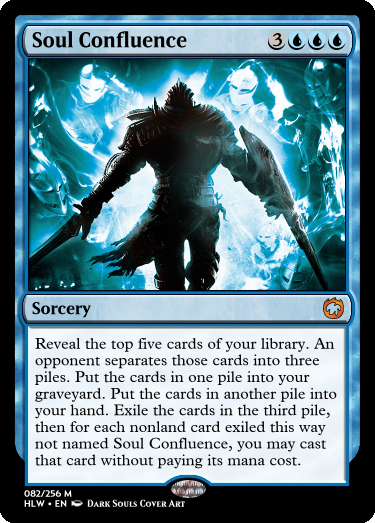 Soul Confluence 3
Sorcery
Reveal the top five cards of your library. An
opponent separates those cards into three
piles. Put the cards in one pile into your
graveyard. Put the cards in another pile into
your hand. Exile the cards in the third pile,
then for each nonland card exiled this way
not named Soul Confluence, you may cast
that card without paying its mana cost.
082/256 M
HLW • EN Dark Souls Cover Art